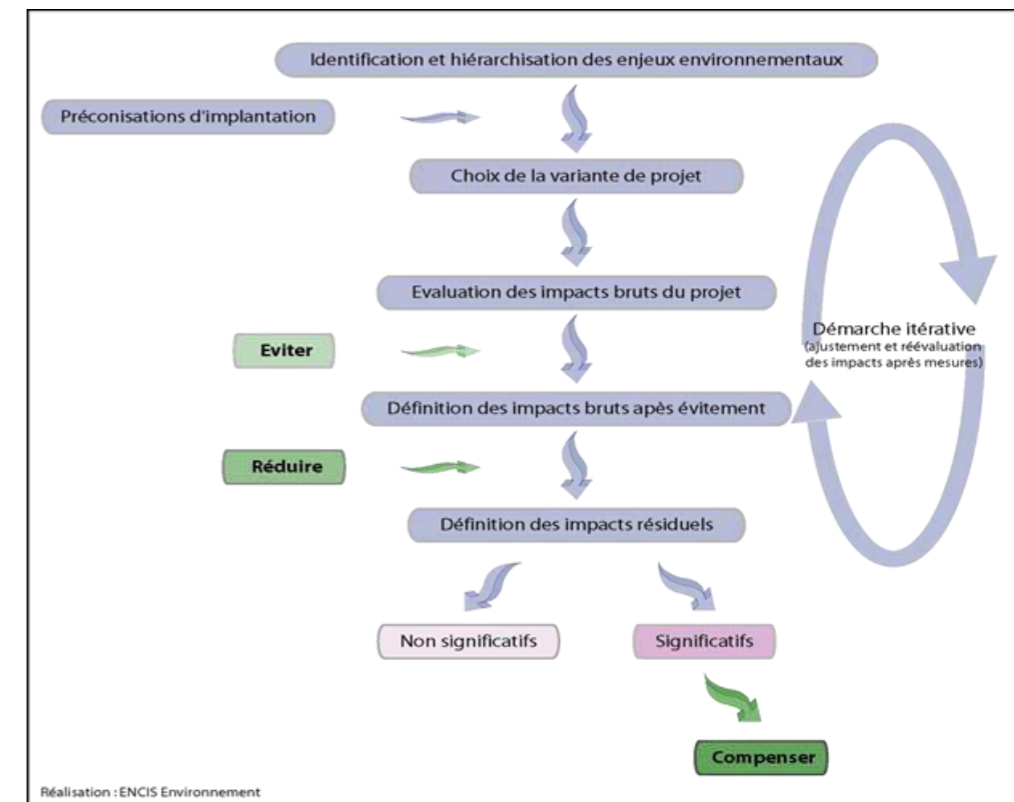 Identification et hiérarchisation des enjeux environnementaux
Préconisations d'implantation
Choix de la variante de projet
Evaluation des impacts bruts du projet
Démarche itérative
(ajustement et réévaluation
des impacts après mesures)
Eviter
Définition des impacts bruts apès évitement
Réduire
Définition des impacts résiduels
Non significatifs
Significatifs
Compenser
Réalisation : ENCIS Environnement